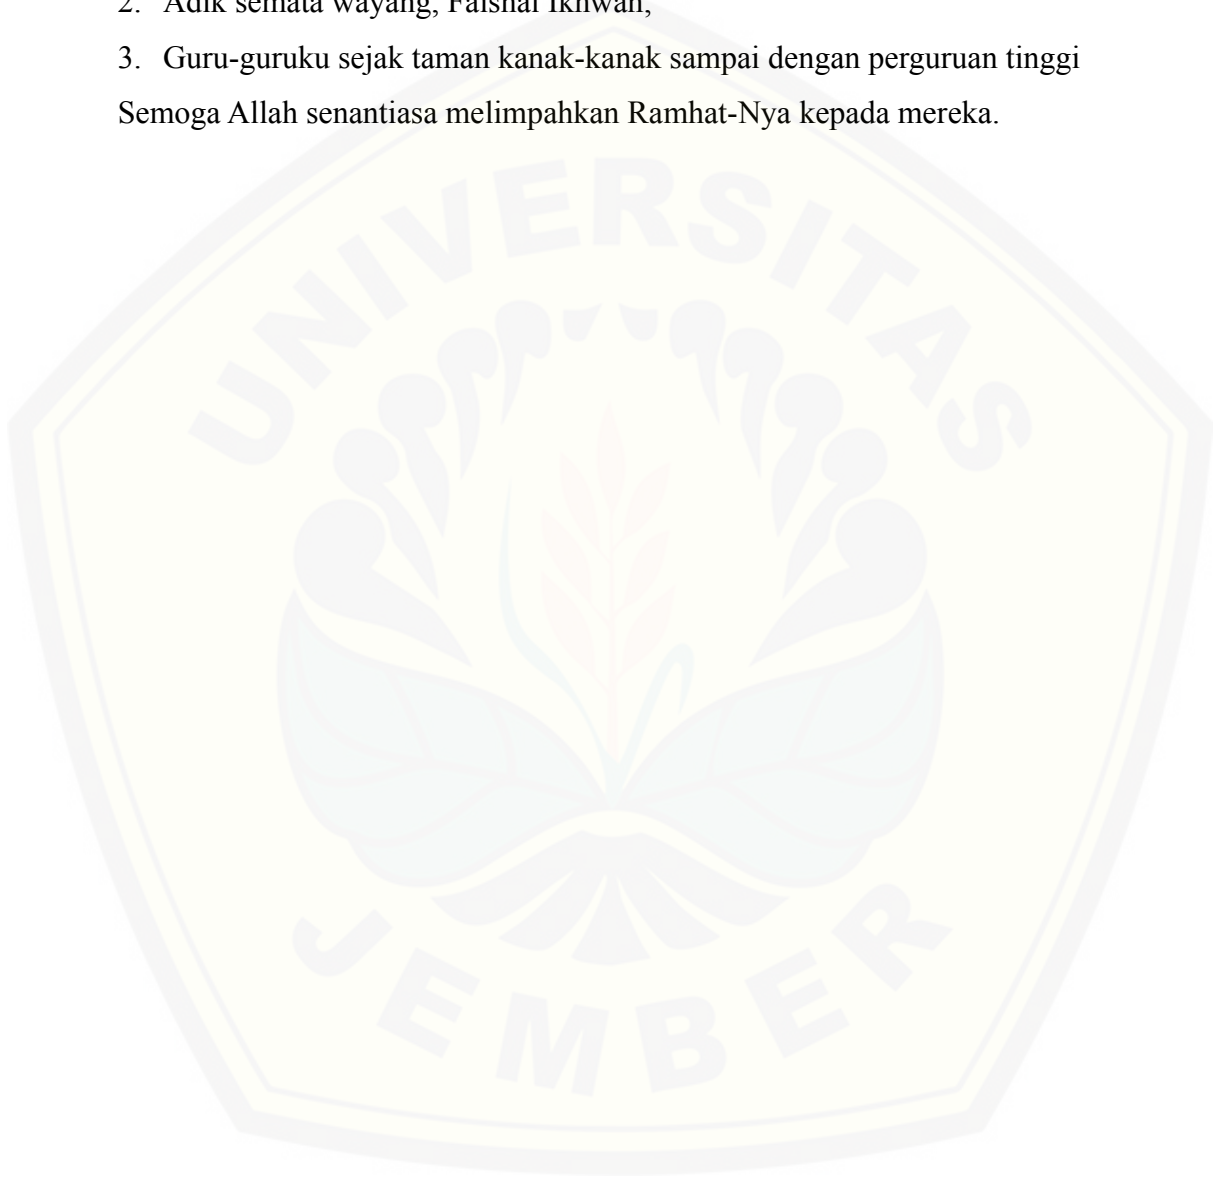 2. Adik semata wayang, Faishal Ikhwan;
3. Guru-guruku sejak taman kanak-kanak sampai dengan perguruan tinggi
Semoga Allah senantiasa melimpahkan Ramhat-Nya kepada mereka.
UNIVERSITAS
JEMBER